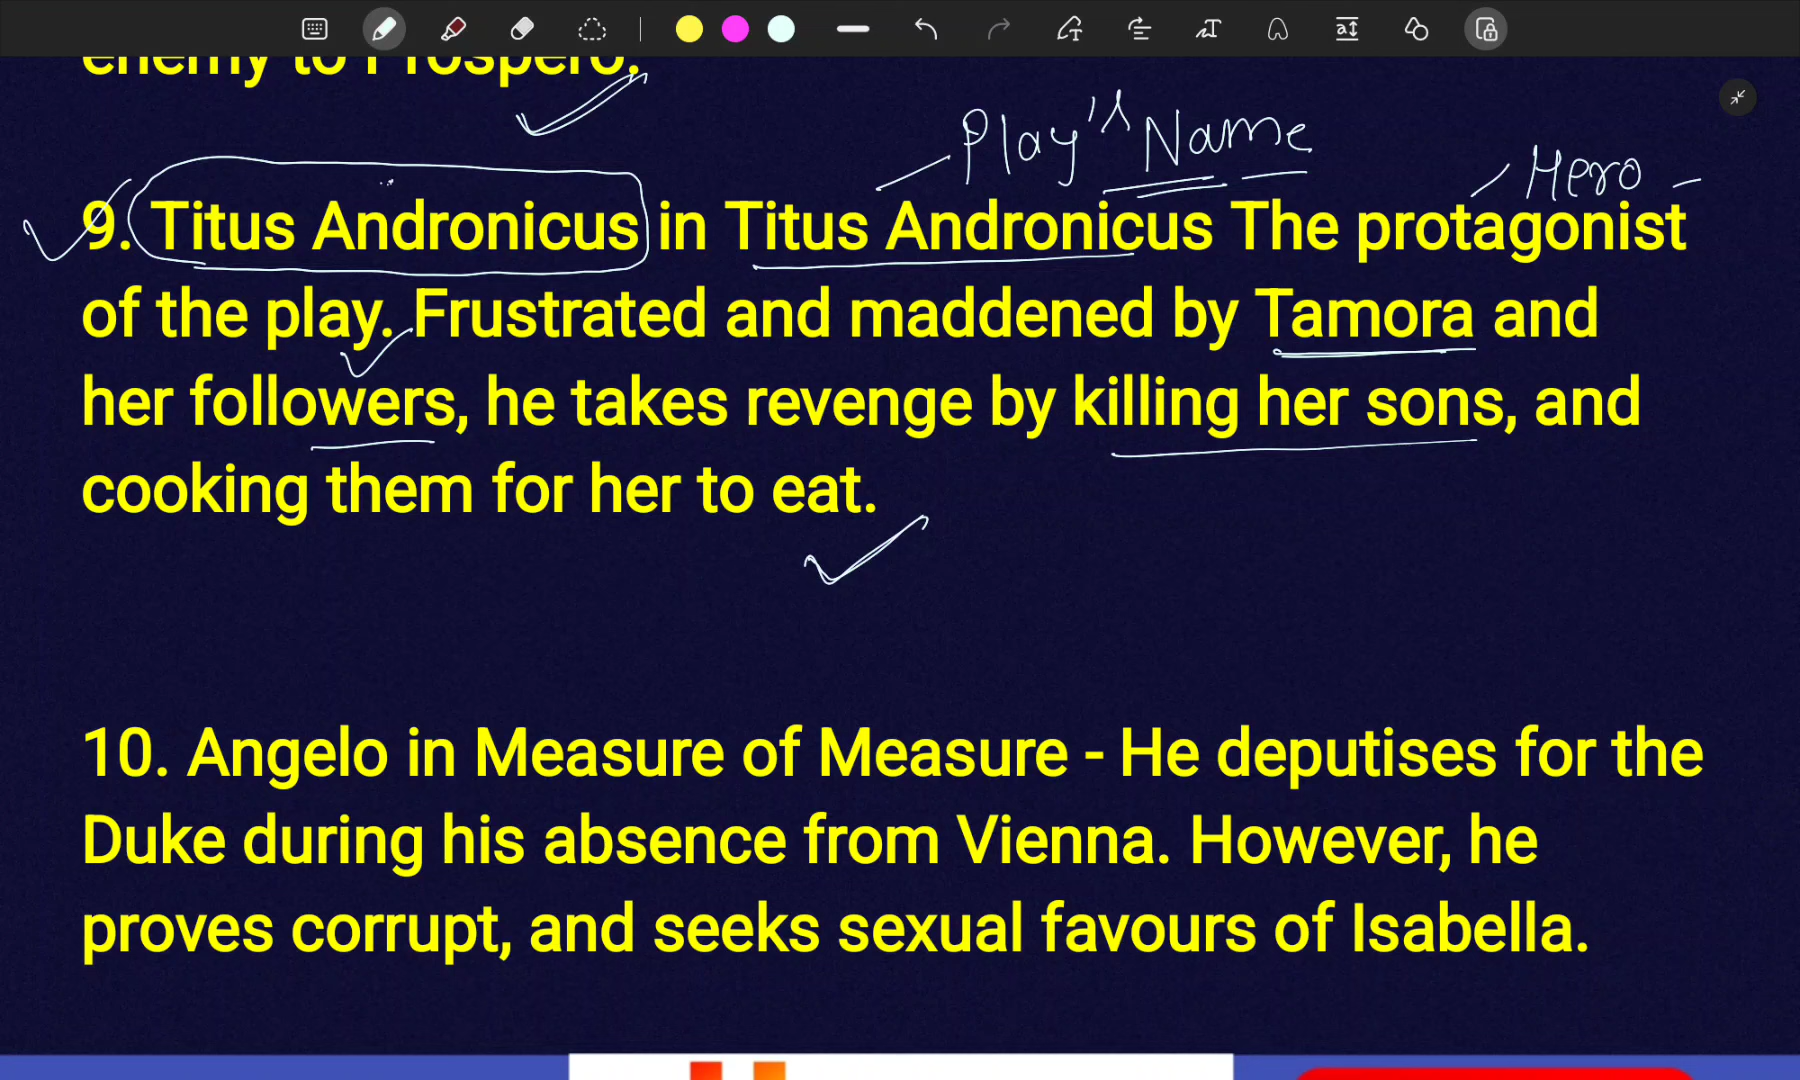 enemy to Prospero.
Play's Name
Hero
9. Titus Andronicus in Titus Andronicus The protagonist
of the play. Frustrated and maddened by Tamora and
her followers, he takes revenge by killing her sons, and
cooking them for her to eat.
10. Angelo in Measure of Measure - He deputises for the
Duke during his absence from Vienna. However, he
proves corrupt, and seeks sexual favours of Isabella.